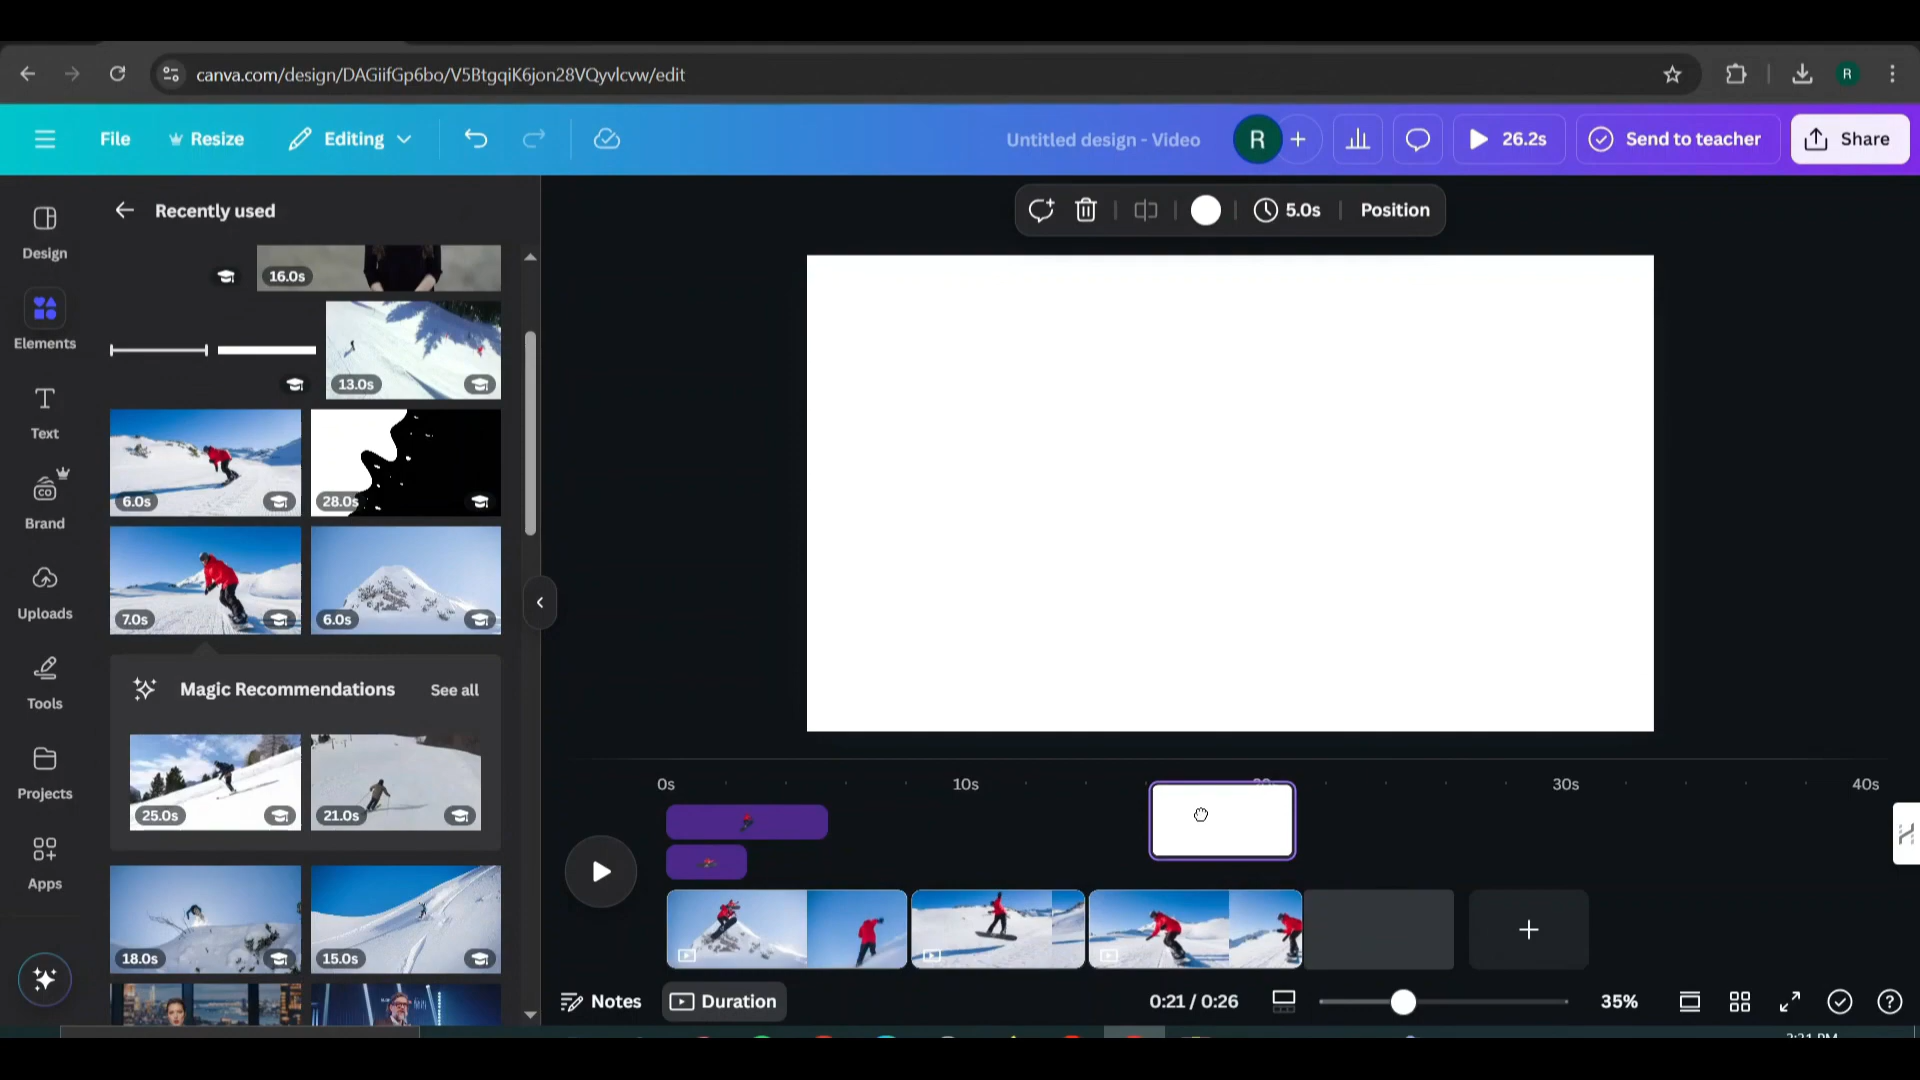 canva.com/design/DAGiifGp6bo/V5BtgqiK6jon28VQyvlcvw/edit
R
File
Resize
Editing
Untitled design - Video
R
26.2s
Send to teacher
Share
Design
Elements
Text
Brand
Uploads
Tools
Projects
Apps
Recently used
16.0s
13.0s
6.0s
28.0s
7.0s
6.0s
Magic Recommendations
See all
25.0s
21.0s
18.0s
15.0s
5.0s
Position
0s
10s
30s
40s
Notes
Duration
0:21 / 0:26
35%